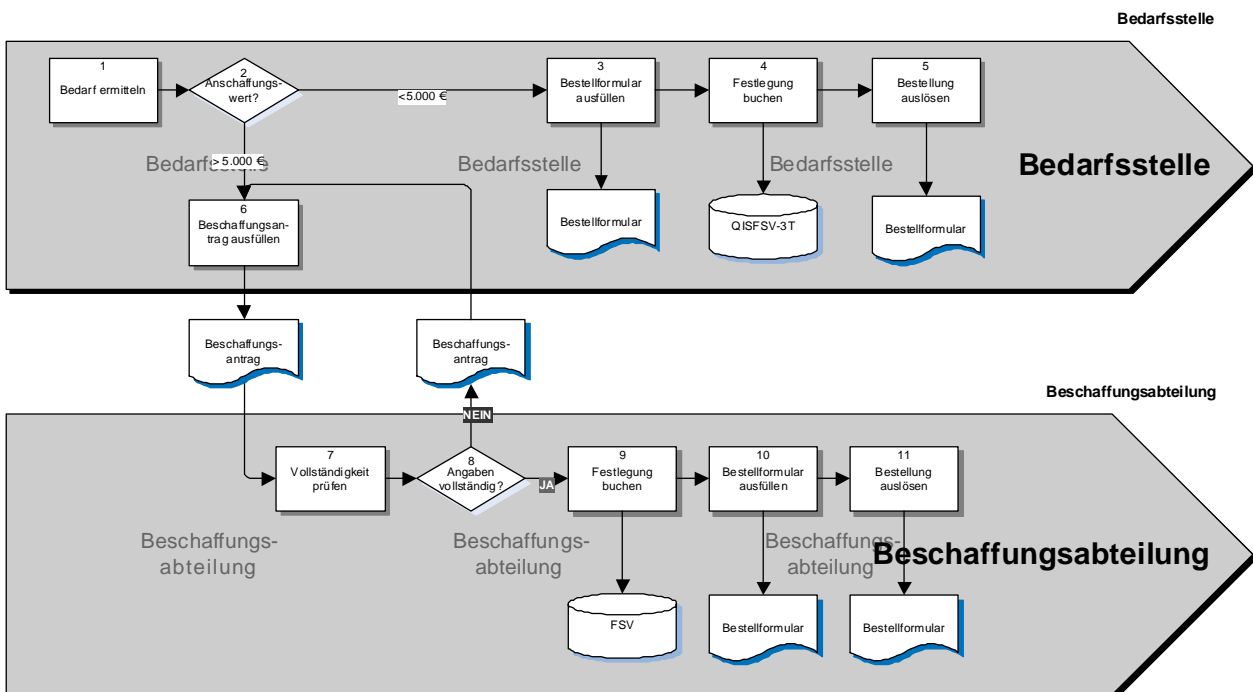 Bedarfsstelle
1
Bedarf ermitteln
2
Anschaffungs-
wert?
<5.000 €
3
Bestellformular
ausfüllen
4
Festlegung
buchen
5
Bestellung
auslösen
> 5.000 €
Bedarfsstelle
Bedarfsstelle
Bedarfsstelle
Bedarfsstelle
6
Beschaffungsan-
trag ausfüllen
Bestellformular
QISFSV-3T
Bestellformular
Beschaffungs-
antrag
Beschaffungs-
antrag
Beschaffungsabteilung
NEIN
7
Vollständigkeit
prüfen
8
Angaben
vollständig?
JA
9
Festlegung
buchen
10
Bestellformular
ausfüllen
11
Bestellung
auslösen
Beschaffungs-
abteilung
Beschaffungs-
abteilung
Beschaffungs-
abteilung
Beschaffungsabteilung
FSV
Bestellformular
Bestellformular